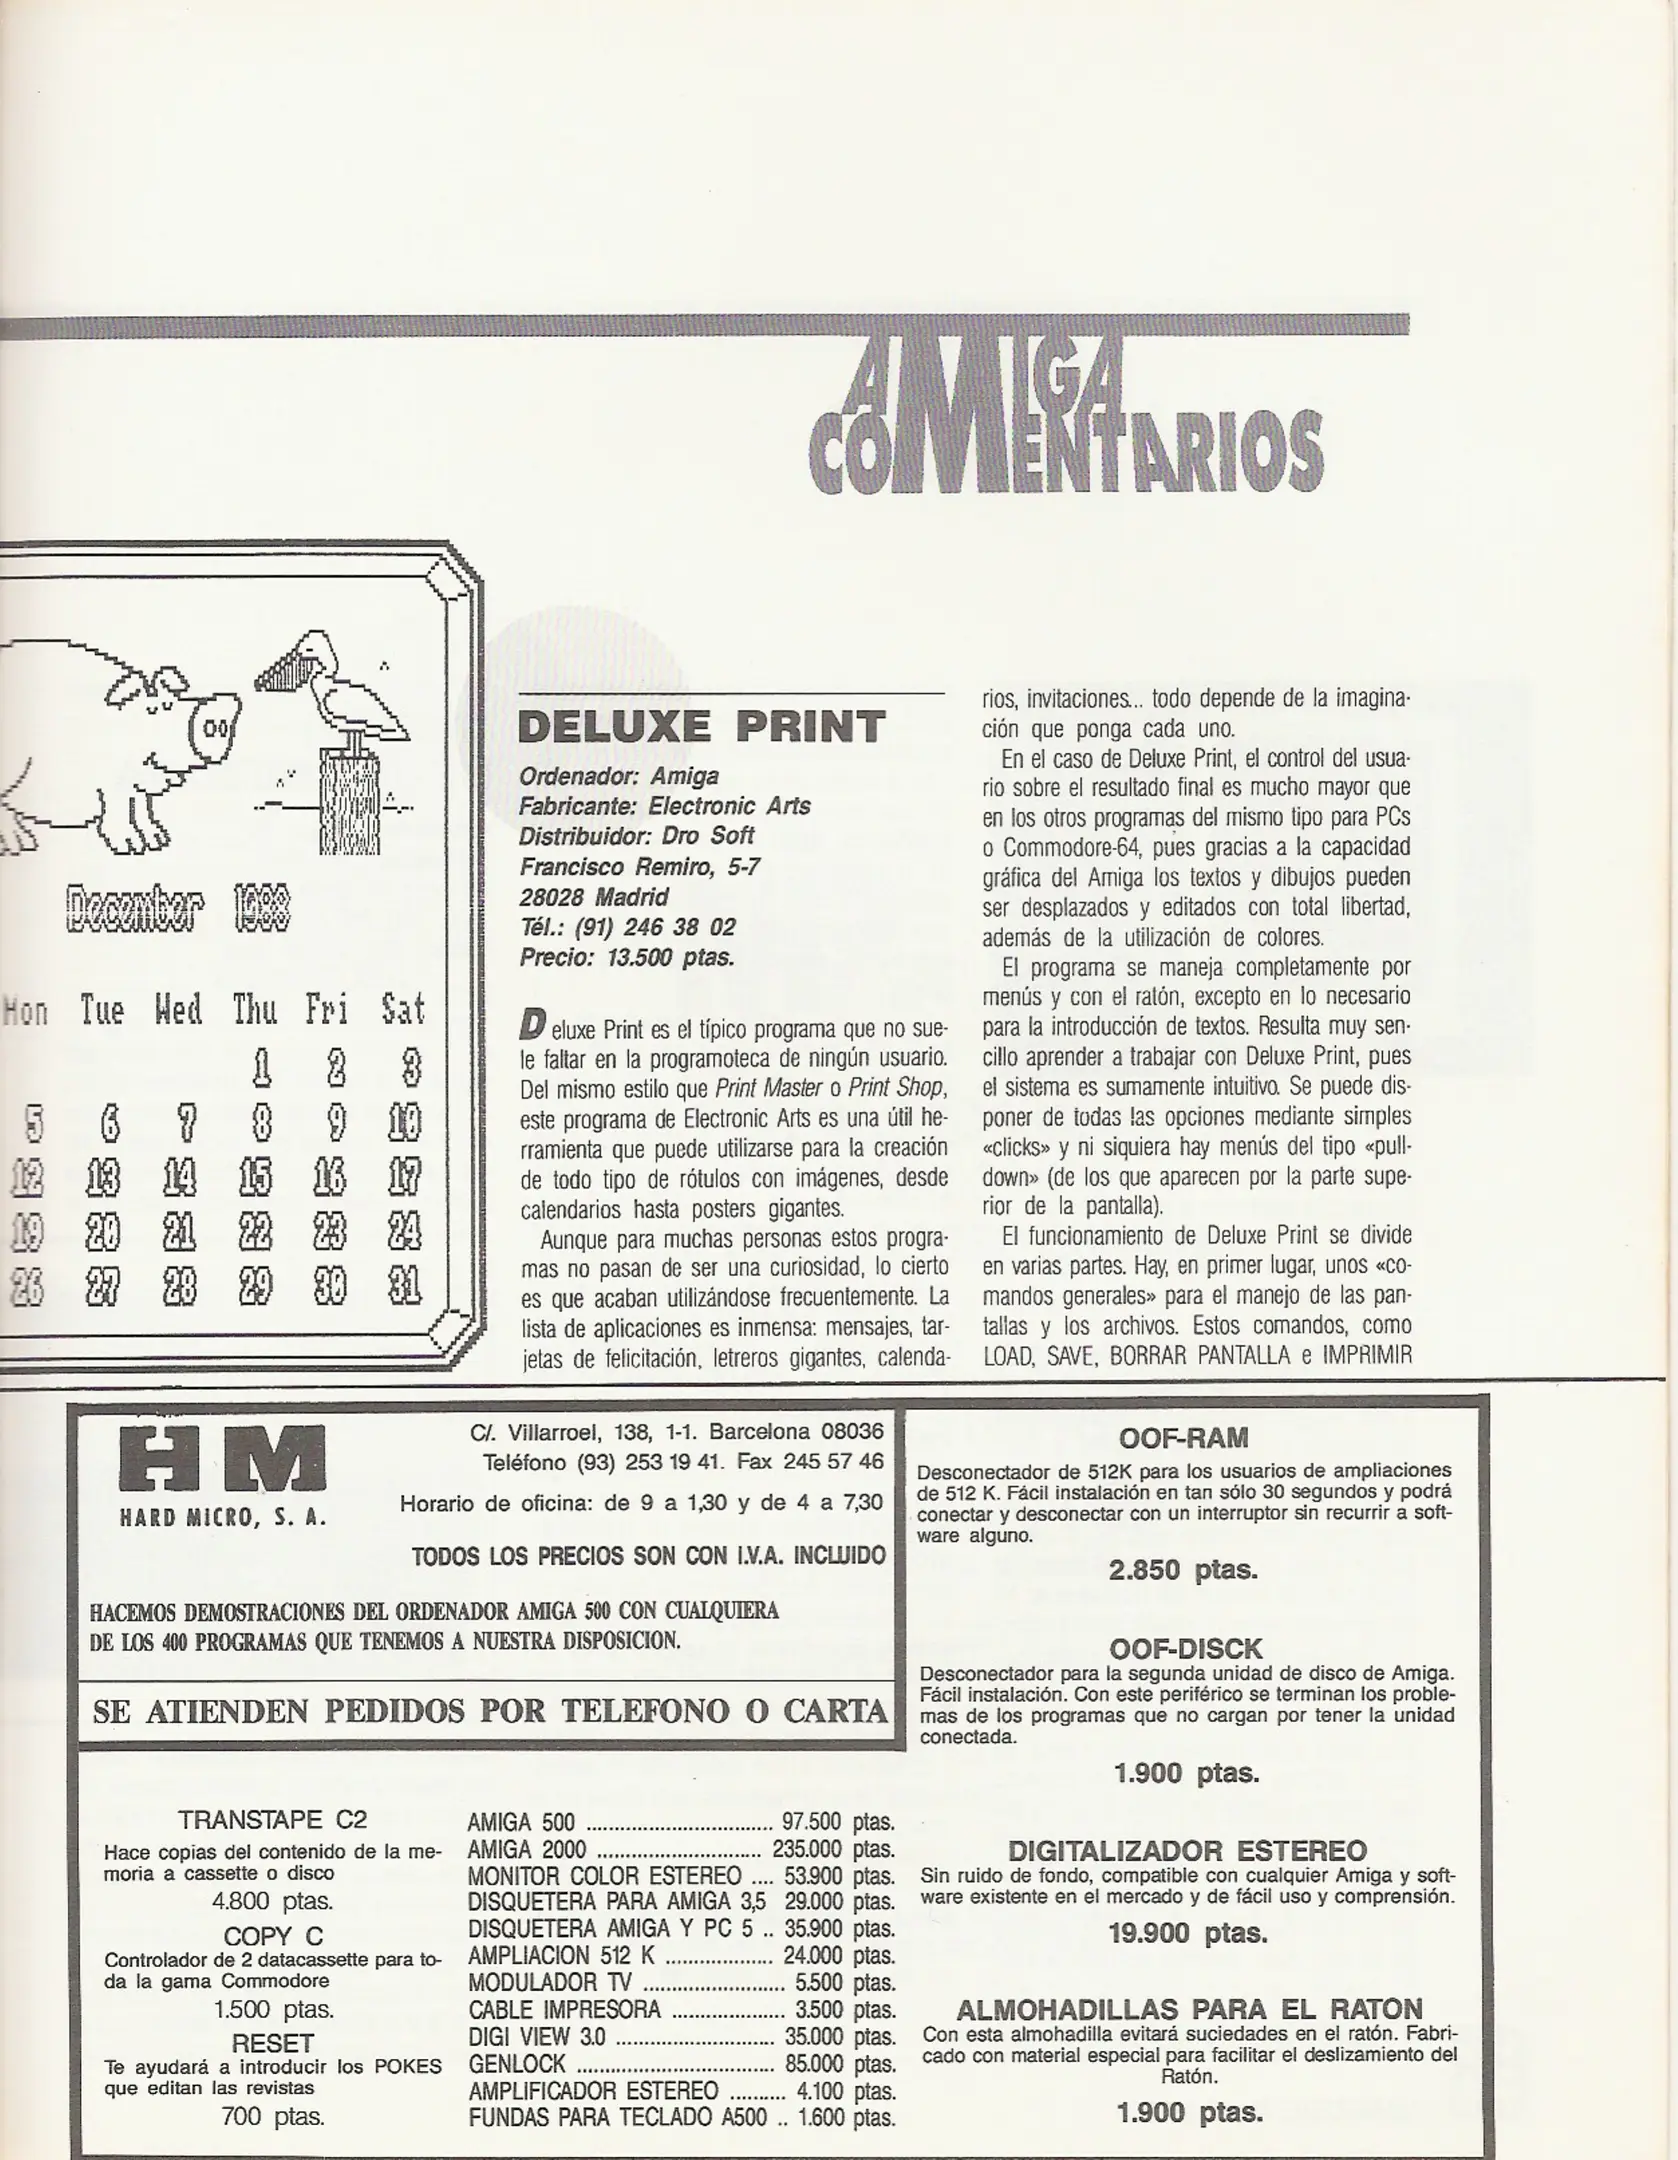 AMIGA
COMENTARIOS
December 1988
Mon Tue Wed Thu Fri Sat
1 2 3
5 6 7 8 9 10
12 13 14 15 16 17
19 20 21 22 23 24
26 27 28 29 30 31
DELUXE PRINT
Ordenador: Amiga
Fabricante: Electronic Arts
Distribuidor: Dro Soft
Francisco Remiro, 5-7
28028 Madrid
Tél.: (91) 246 38 02
Precio: 13.500 ptas.
Deluxe Print es el típico programa que no sue-
le faltar en la programoteca de ningún usuario.
Del mismo estilo que Print Master o Print Shop,
este programa de Electronic Arts es una útil he-
rramienta que puede utilizarse para la creación
de todo tipo de rótulos con imágenes, desde
calendarios hasta posters gigantes.
Aunque para muchas personas estos progra-
mas no pasan de ser una curiosidad, lo cierto
es que acaban utilizándose frecuentemente. La
lista de aplicaciones es inmensa: mensajes, tar-
jetas de felicitación, letreros gigantes, calenda-
rios, invitaciones... todo depende de la imagina-
ción que ponga cada uno.
En el caso de Deluxe Print, el control del usua-
rio sobre el resultado final es mucho mayor que
en los otros programas del mismo tipo para PCs
o Commodore-64, pues gracias a la capacidad
gráfica del Amiga los textos y dibujos pueden
ser desplazados y editados con total libertad,
además de la utilización de colores.
El programa se maneja completamente por
menús y con el ratón, excepto en lo necesario
para la introducción de textos. Resulta muy sen-
cillo aprender a trabajar con Deluxe Print, pues
el sistema es sumamente intuitivo. Se puede dis-
poner de todas las opciones mediante simples
«clicks» y ni siquiera hay menús del tipo «pull-
down» (de los que aparecen por la parte supe-
rior de la pantalla).
El funcionamiento de Deluxe Print se divide
en varias partes. Hay, en primer lugar, unos «co-
mandos generales» para el manejo de las pan-
tallas y los archivos. Estos comandos, como
LOAD, SAVE, BORRAR PANTALLA e IMPRIMIR
HM
HARD MICRO, S. A.
C/. Villarroel, 138, 1-1. Barcelona 08036
Teléfono (93) 253 19 41. Fax 245 57 46
Horario de oficina: de 9 a 1,30 y de 4 a 7,30
TODOS LOS PRECIOS SON CON I.V.A. INCLUIDO
HACEMOS DEMOSTRACIONES DEL ORDENADOR AMIGA 500 CON CUALQUIERA
DE LOS 400 PROGRAMAS QUE TENEMOS A NUESTRA DISPOSICION.
SE ATIENDEN PEDIDOS POR TELEFONO O CARTA
TRANSTAPE C2
Hace copias del contenido de la me-
moria a cassette o disco
4.800 ptas.
COPY C
Controlador de 2 datacassette para to-
da la gama Commodore
1.500 ptas.
RESET
Te ayudará a introducir los POKES
que editan las revistas
700 ptas.
AMIGA 500 .................................. 97.500 ptas.
AMIGA 2000 .............................. 235.000 ptas.
MONITOR COLOR ESTEREO .... 53.900 ptas.
DISQUETERA PARA AMIGA 3,5 29.000 ptas.
DISQUETERA AMIGA Y PC 5 .. 35.900 ptas.
AMPLIACION 512 K ................... 24.000 ptas.
MODULADOR TV ......................... 5.500 ptas.
CABLE IMPRESORA .................... 3.500 ptas.
DIGI VIEW 3.0 ............................ 35.000 ptas.
GENLOCK ................................... 85.000 ptas.
AMPLIFICADOR ESTEREO .......... 4.100 ptas.
FUNDAS PARA TECLADO A500 .. 1.600 ptas.
OOF-RAM
Desconectador de 512K para los usuarios de ampliaciones
de 512 K. Fácil instalación en tan sólo 30 segundos y podrá
conectar y desconectar con un interruptor sin recurrir a soft-
ware alguno.
2.850 ptas.
OOF-DISCK
Desconectador para la segunda unidad de disco de Amiga.
Fácil instalación. Con este periférico se terminan los proble-
mas de los programas que no cargan por tener la unidad
conectada.
1.900 ptas.
DIGITALIZADOR ESTEREO
Sin ruido de fondo, compatible con cualquier Amiga y soft-
ware existente en el mercado y de fácil uso y comprensión.
19.900 ptas.
ALMOHADILLAS PARA EL RATON
Con esta almohadilla evitará suciedades en el ratón. Fabri-
cado con material especial para facilitar el deslizamiento del
Ratón.
1.900 ptas.